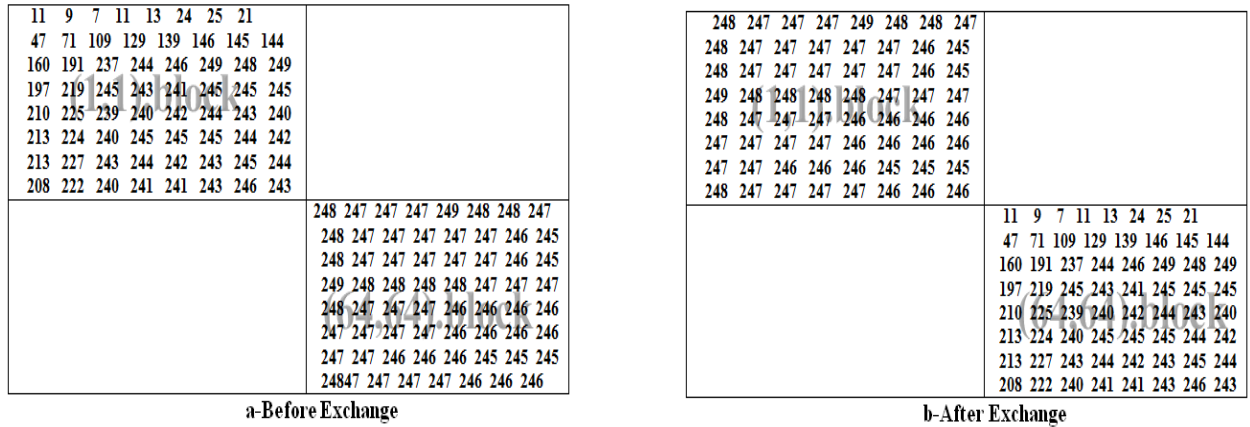 11 9 7 11 13 24 25 21
47 71 109 129 139 146 145 144
160 191 237 244 246 249 248 249
197 219 245 243 241 245 245 245
(1,1).block
210 225 239 240 242 244 243 240
213 224 240 245 245 245 244 242
213 227 243 244 242 243 245 244
208 222 240 241 241 243 246 243
248 247 247 247 249 248 248 247
248 247 247 247 247 247 246 245
248 247 247 247 247 247 246 245
249 248 248 248 248 247 247 247
(64,64).block
248 247 247 247 246 246 246 246
247 247 247 247 246 246 246 246
247 247 246 246 246 245 245 245
24847 247 247 247 246 246 246
a-Before Exchange
248 247 247 247 249 248 248 247
248 247 247 247 247 247 246 245
248 247 247 247 247 247 246 245
249 248 248 248 248 247 247 247
(1,1).block
248 247 247 247 246 246 246 246
247 247 247 247 246 246 246 246
247 247 246 246 246 245 245 245
248 247 247 247 247 246 246 246
11 9 7 11 13 24 25 21
47 71 109 129 139 146 145 144
160 191 237 244 246 249 248 249
197 219 245 243 241 245 245 245
(64,64).block
210 225 239 240 242 244 243 240
213 224 240 245 245 245 244 242
213 227 243 244 242 243 245 244
208 222 240 241 241 243 246 243
b-After Exchange